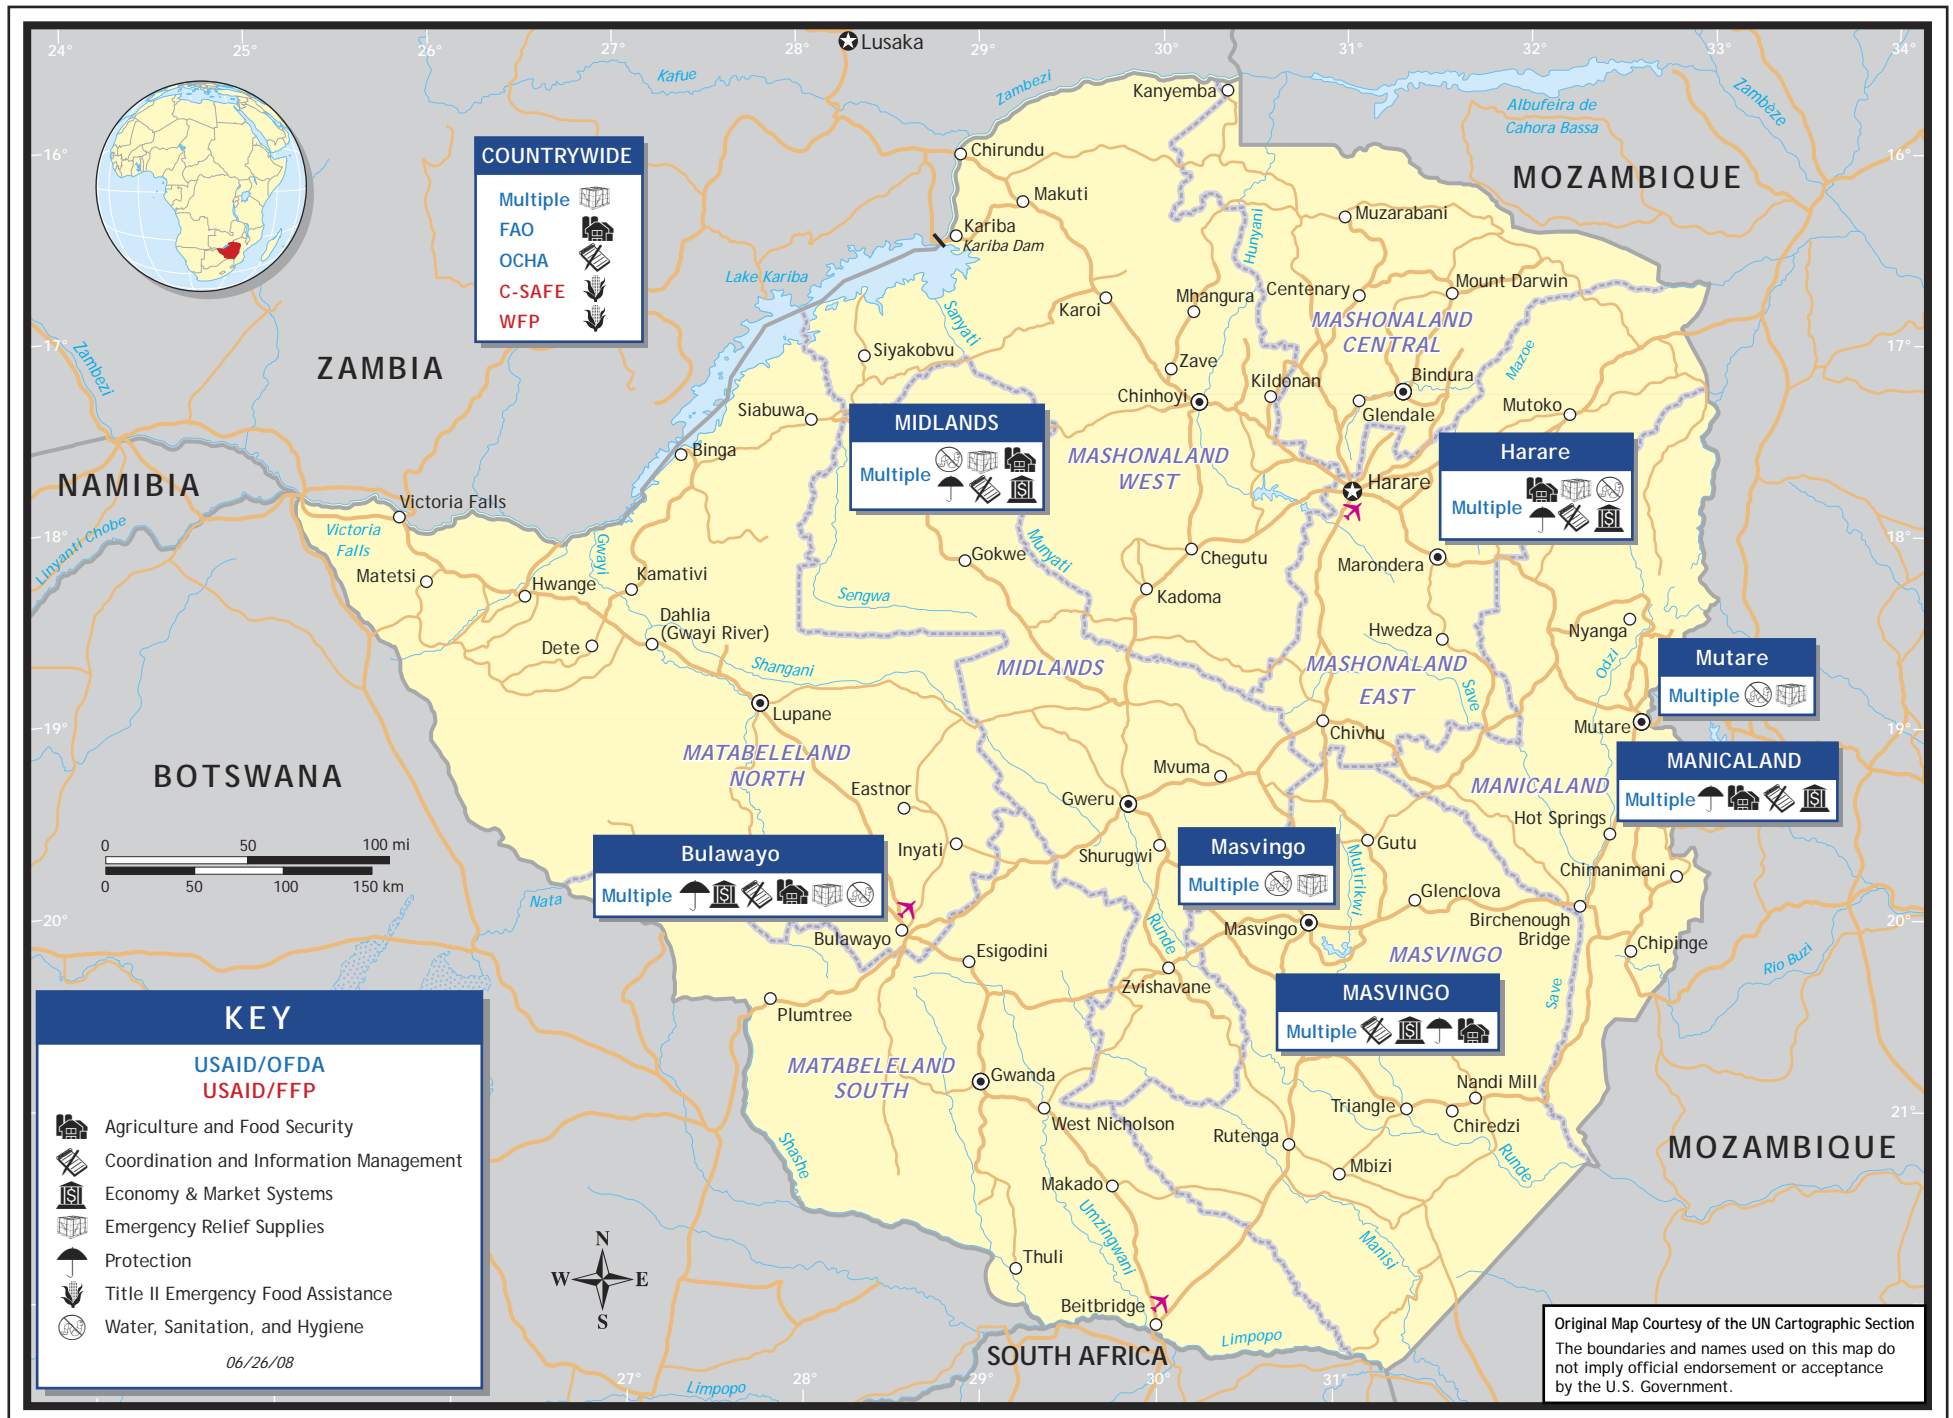 24°
25°
26°
27°
28°
29°
30°
31°
32°
33°
34°
Lusaka
Kafue
Zambezi
Kanyemba
Albufeira de
Cahora Bassa
Zambèze
COUNTRYWIDE
Multiple
FAO
OCHA
C-SAFE
WFP
16°
16°
Chirundu
MOZAMBIQUE
Makuti
Kariba
Kariba Dam
Muzarabani
Hunyani
Lake Kariba
Mount Darwin
Centenary
Mhangura
Karoi
Sanyati
MASHONALAND
CENTRAL
17°
17°
Zambezi
ZAMBIA
Siyakobvu
Zave
Mazoe
Kildonan
Bindura
Chinhoyi
Glendale
Mutoko
Siabuwa
MIDLANDS
Multiple
Harare
Multiple
Binga
MASHONALAND
WEST
Harare
NAMIBIA
Victoria Falls
Victoria
Falls
Linyanti Chobe
18°
18°
Gwayi
Munyati
Gokwe
Chegutu
Marondera
Matetsi
Hwange
Kamativi
Sengwa
Kadoma
Dahlia
(Gwayi River)
Dete
Hwedza
Nyanga
Shangani
MIDLANDS
MASHONALAND
EAST
Save
Odzi
Mutare
Multiple
Lupane
Mutare
19°
19°
Chivhu
MATABELELAND
NORTH
BOTSWANA
Mvuma
MANICALAND
MANICALAND
Multiple
Eastnor
Gweru
Hot Springs
0
50
100 mi
0
50
100
150 km
Bulawayo
Multiple
Inyati
Shurugwi
Masvingo
Multiple
Mutirikwi
Gutu
Chimanimani
Glenclova
Nata
20°
20°
Birchenough
Bridge
Bulawayo
Runde
Masvingo
Esigodini
MASVINGO
Chipinge
Rio Buzi
Zvishavane
Save
MASVINGO
Multiple
Plumtree
KEY
USAID/OFDA
USAID/FFP
Agriculture and Food Security
Coordination and Information Management
Economy & Market Systems
Emergency Relief Supplies
Protection
Title II Emergency Food Assistance
Water, Sanitation, and Hygiene
06/26/08
MATABELELAND
SOUTH
Gwanda
Nandi Mill
Triangle
21°
West Nicholson
Chiredzi
Rutenga
MOZAMBIQUE
Shashe
Mbizi
Runde
Makado
Umzingwani
Manisi
N
W
E
S
Thuli
Beitbridge
Limpopo
SOUTH AFRICA
Limpopo
27°
28°
29°
30°
31°
Original Map Courtesy of the UN Cartographic Section
The boundaries and names used on this map do
not imply official endorsement or acceptance
by the U.S. Government.